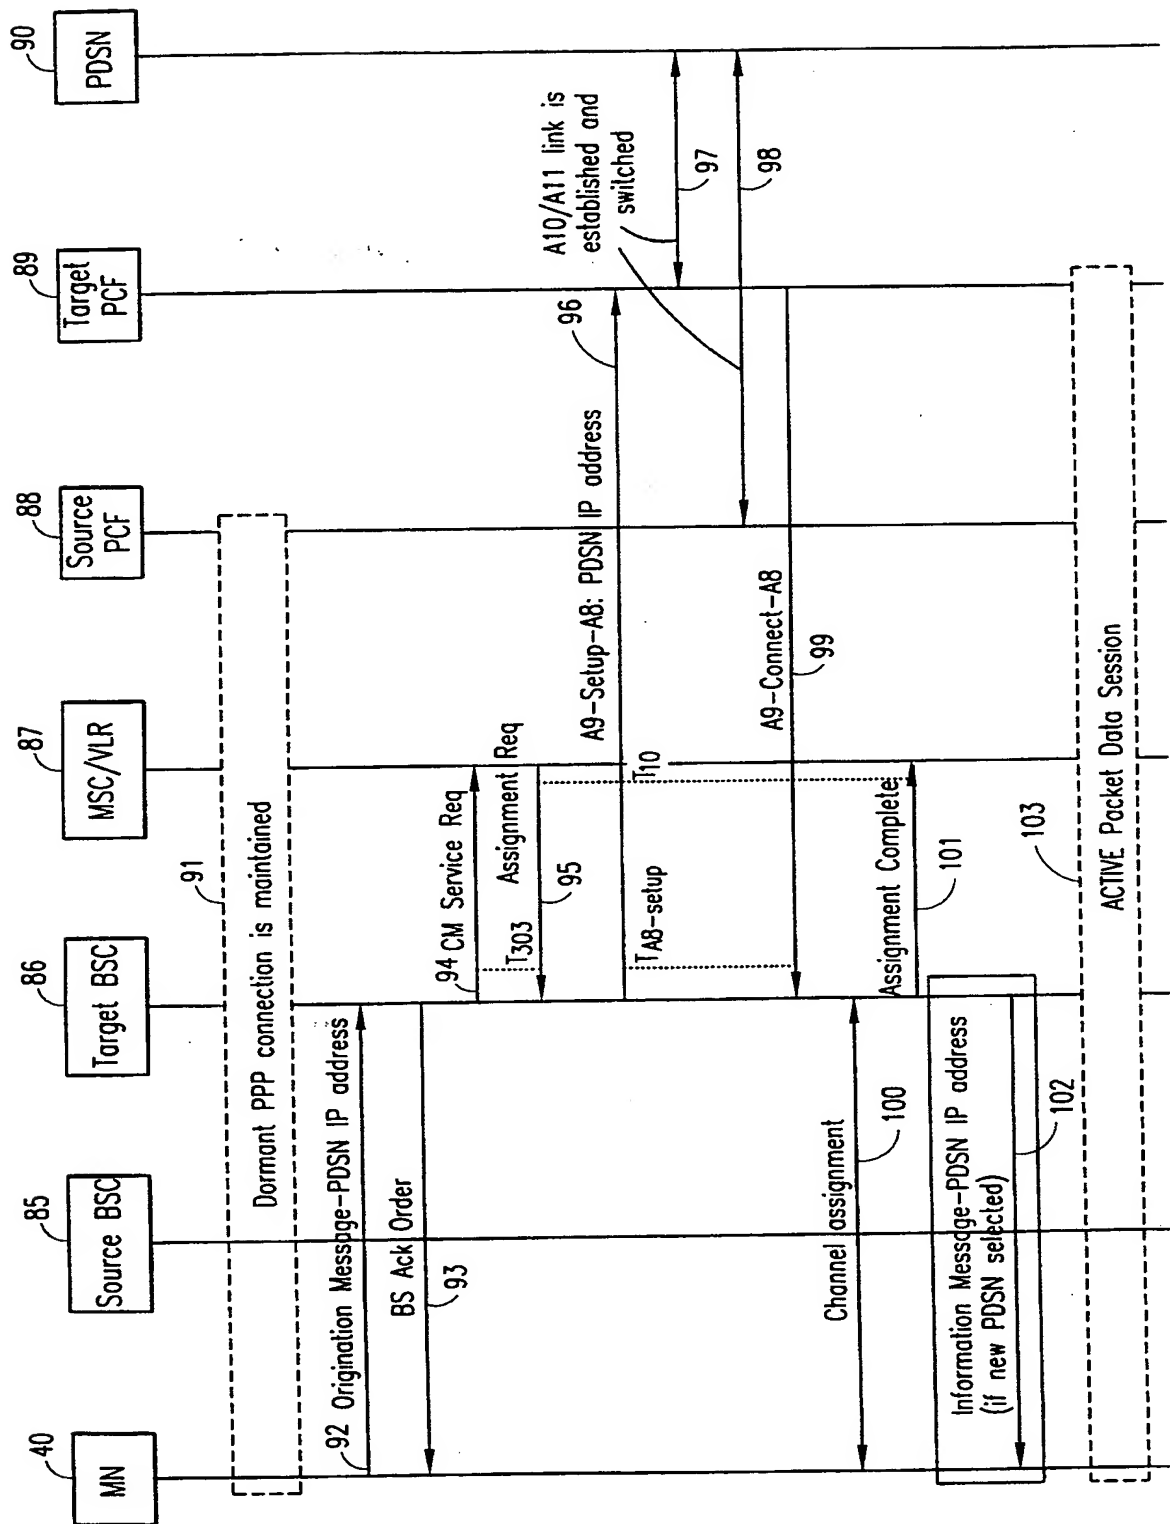 40
MN
85
Source BSC
86
Target BSC
87
MSC/VLR
88
Source
PCF
89
Target
PCF
90
PDSN
Dormant PPP connection is maintained
91
92 Origination Message-PDSN IP address
BS Ack Order
93
94 CM Service Req
T303
Assignment Req
95
A9-Setup-A8: PDSN IP address
96
A10/A11 link is
established and
switched
97
98
TA8-setup
T10
A9-Connect-A8
99
Channel assignment
100
Assignment Complete
101
Information Message-PDSN IP address
(if new PDSN selected)
102
103
ACTIVE Packet Data Session